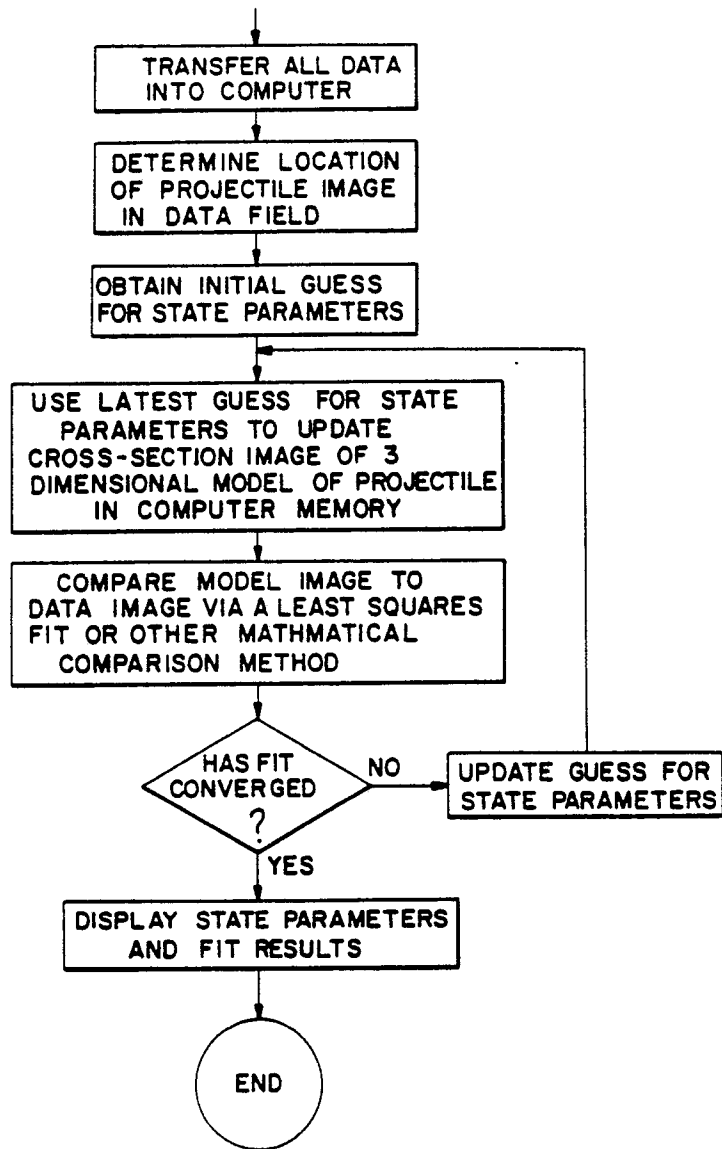 TRANSFER ALL DATA
INTO COMPUTER
DETERMINE LOCATION
OF PROJECTILE IMAGE
IN DATA FIELD
OBTAIN INITIAL GUESS
FOR STATE PARAMETERS
USE LATEST GUESS FOR STATE
PARAMETERS TO UPDATE
CROSS-SECTION IMAGE OF 3
DIMENSIONAL MODEL OF PROJECTILE
IN COMPUTER MEMORY
COMPARE MODEL IMAGE TO
DATA IMAGE VIA A LEAST SQUARES
FIT OR OTHER MATHMATICAL
COMPARISON METHOD
HAS FIT
CONVERGED
?
NO
UPDATE GUESS FOR
STATE PARAMETERS
YES
DISPLAY STATE PARAMETERS
AND FIT RESULTS
END